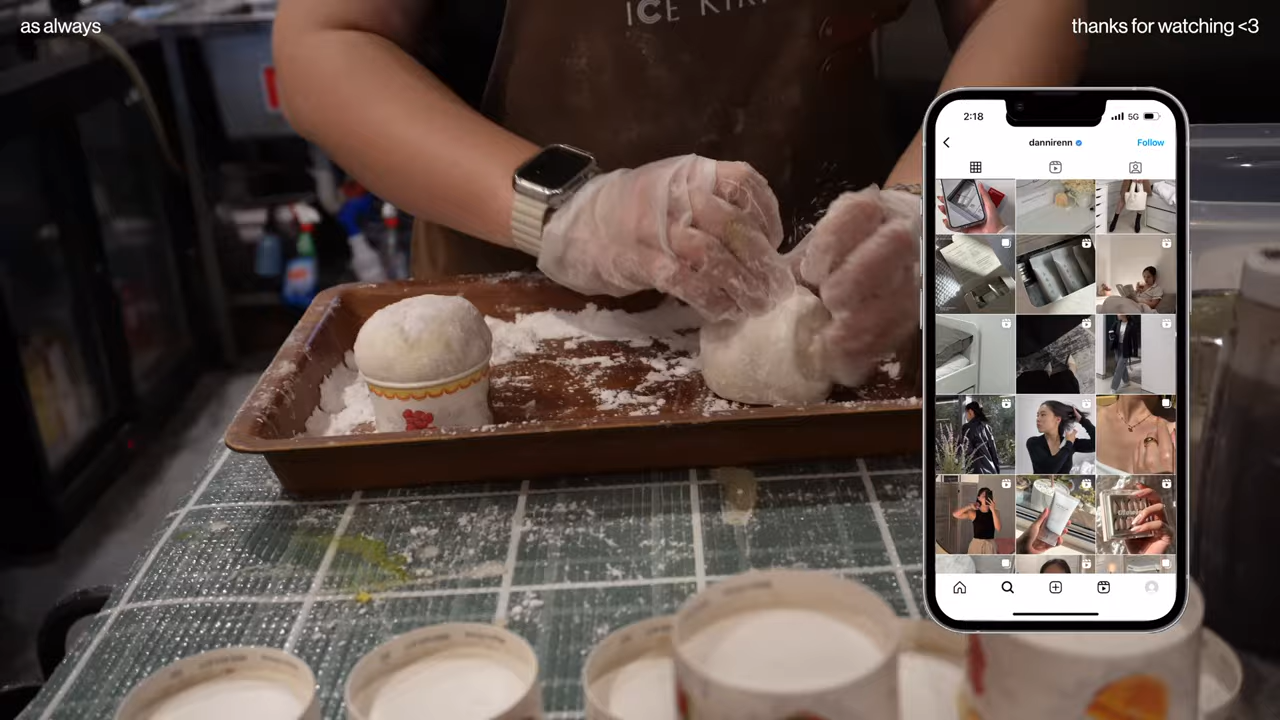 as always
thanks for watching <3
ICE
2:18
5G
dannirenn
Follow